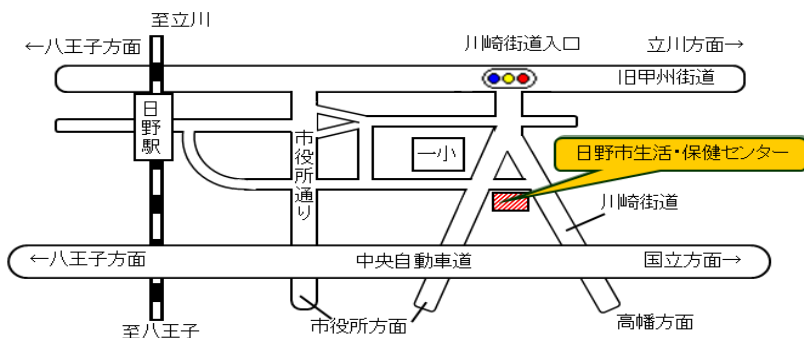 至立川
←八王子方面
川崎街道入口
立川方面→
旧甲州街道
日野駅
市役所通り
一小
日野市生活・保健センター
川崎街道
←八王子方面
中央自動車道
国立方面→
至八王子
市役所方面
高幡方面